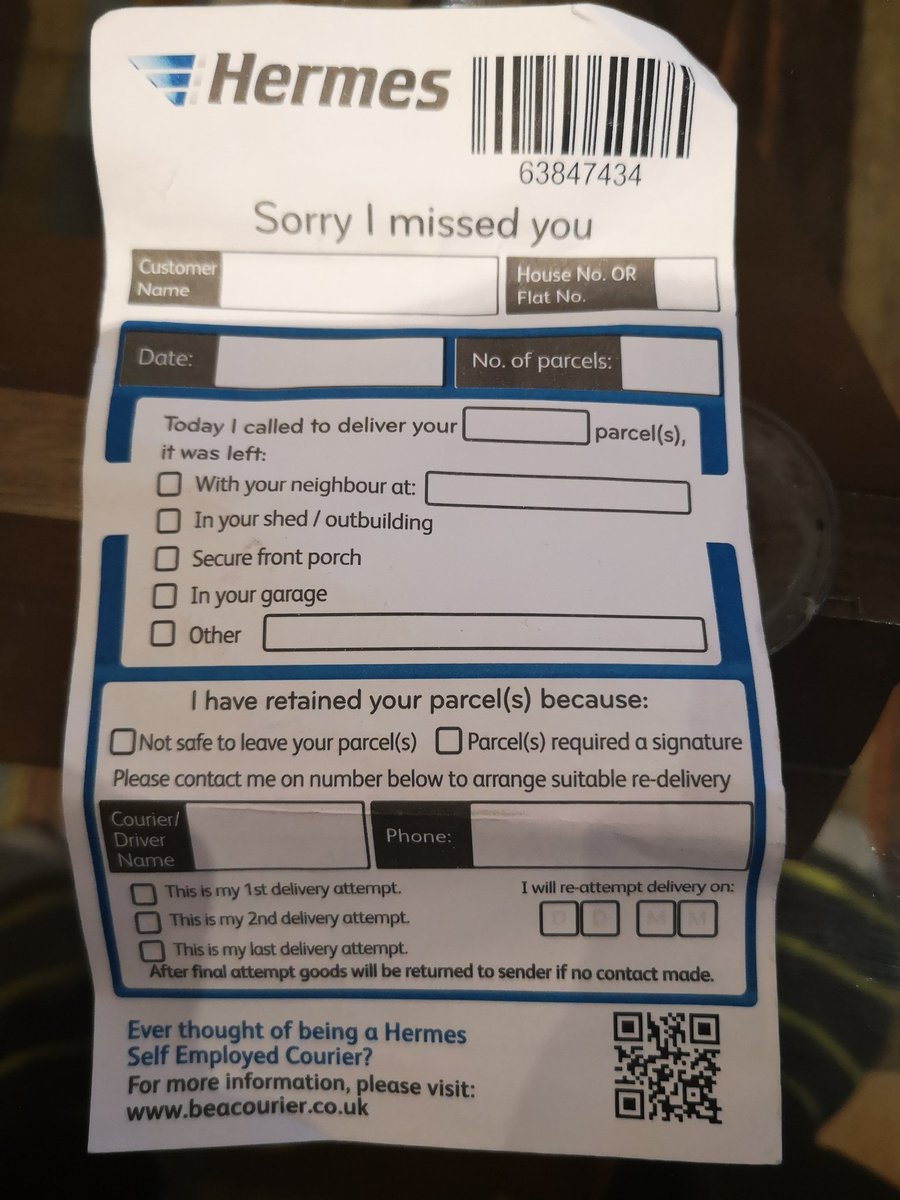 Hermes
63847434
Sorry I missed you
Customer Name
House No. OR Flat No.
Date:
No. of parcels:
Today I called to deliver your parcel(s),
it was left:
With your neighbour at:
In your shed / outbuilding
Secure front porch
In your garage
Other
I have retained your parcel(s) because:
Not safe to leave your parcel(s) Parcel(s) required a signature
Please contact me on number below to arrange suitable re-delivery
Courier/ Driver Name
Phone:
This is my 1st delivery attempt.
I will re-attempt delivery on:
D D M M
This is my 2nd delivery attempt.
This is my last delivery attempt.
After final attempt goods will be returned to sender if no contact made.
Ever thought of being a Hermes
Self Employed Courier?
For more information, please visit:
www.beacourier.co.uk